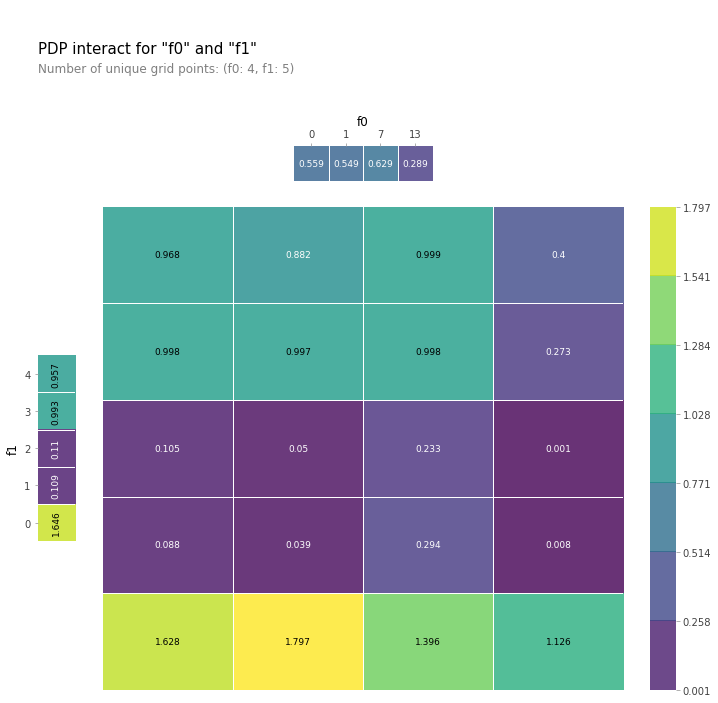 PDP interact for "f0" and "f1"
Number of unique grid points: (f0: 4, f1: 5)
f0
0 1 7 13
0.559 0.549 0.629 0.289
0.968 0.882 0.999 0.4
0.998 0.997 0.998 0.273
0.105 0.05 0.233 0.001
0.088 0.039 0.294 0.008
1.628 1.797 1.396 1.126
f1
4 0.957
3 0.993
2 0.11
1 0.109
0 1.646
1.797
1.541
1.284
1.028
0.771
0.514
0.258
0.001